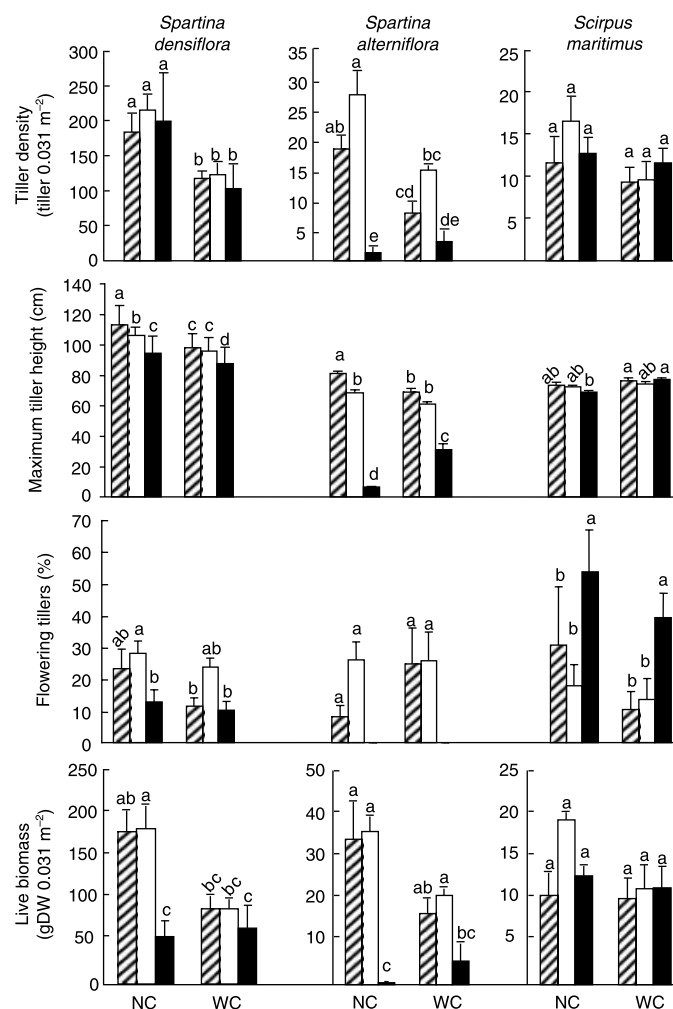 Spartina densiflora
Spartina alterniflora
Scirpus maritimus
Tiller density
(tiller 0.031 m⁻²)
300
250
200
150
100
50
0
a a a b b b
35
30
25
20
15
10
5
ab a e cd bc de
25
20
15
10
5
a a a a a a
Maximum tiller height (cm)
140
120
100
80
60
40
20
0
a b c c c d
a b d b b c
ab ab b a ab a
Flowering tillers (%)
70
60
50
40
30
20
10
0
ab a b b ab b
a a a a
b b a b b a
Live biomass
(gDW 0.031 m⁻²)
250
200
150
100
50
0
ab a c bc bc c
50
40
30
20
10
a a c ab a bc
25
20
15
10
5
a a a a a a
NC WC NC WC NC WC